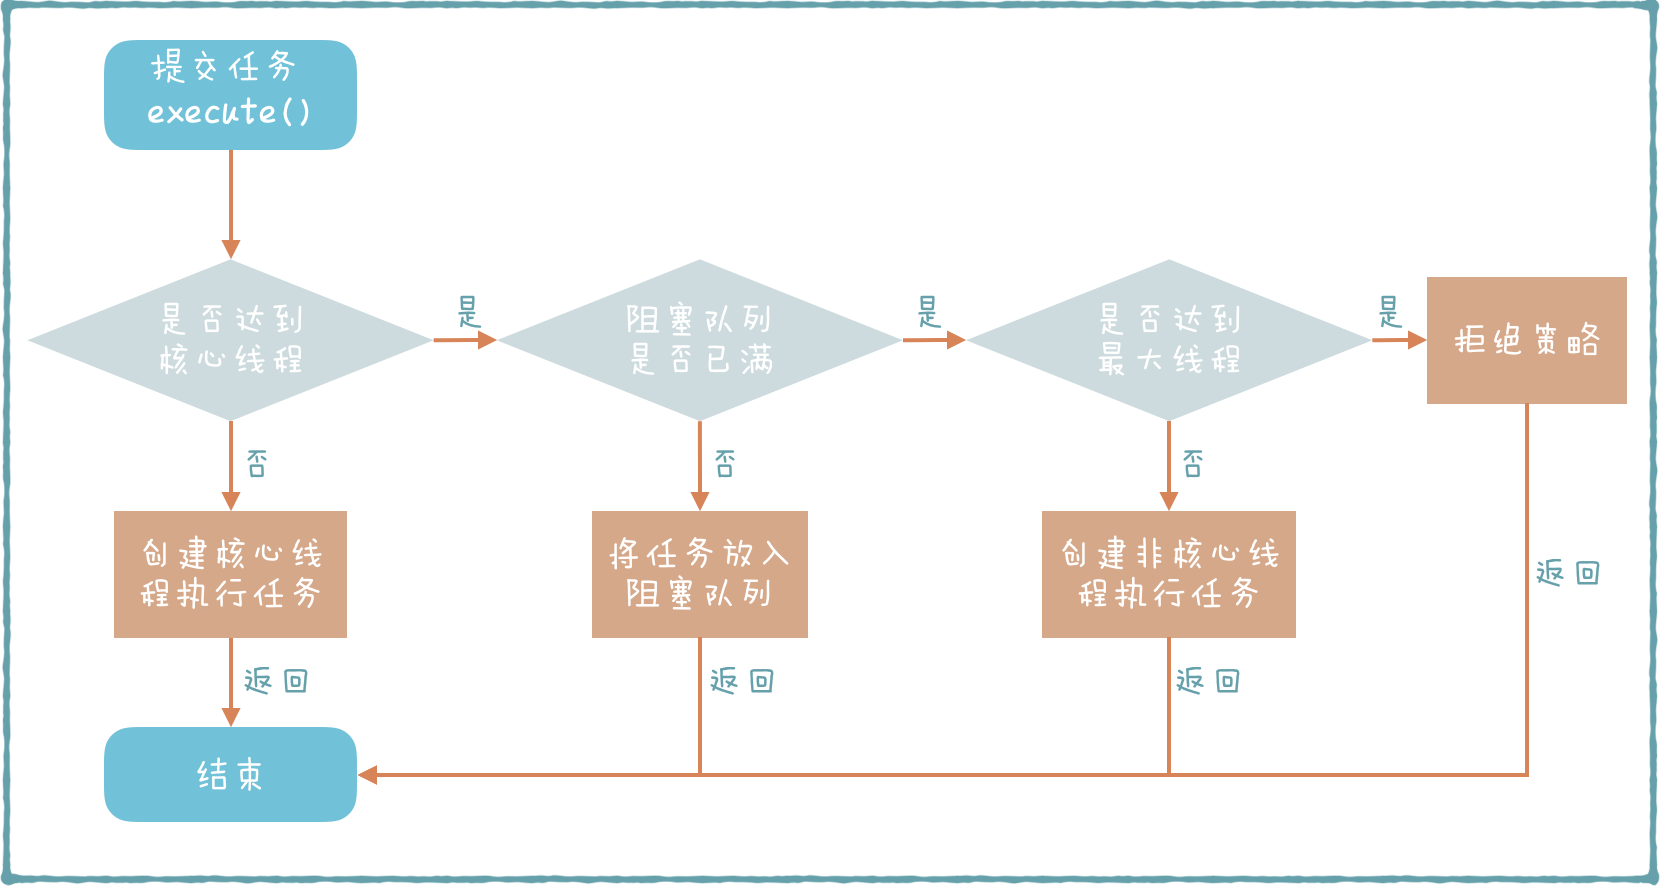 提交任务
execute()
是否达到
核心线程
是
阻塞队列
是否已满
是
是否达到
最大线程
是
拒绝策略
否
否
否
创建核心线
程执行任务
将任务放入
阻塞队列
创建非核心线
程执行任务
返回
返回
返回
返回
结束